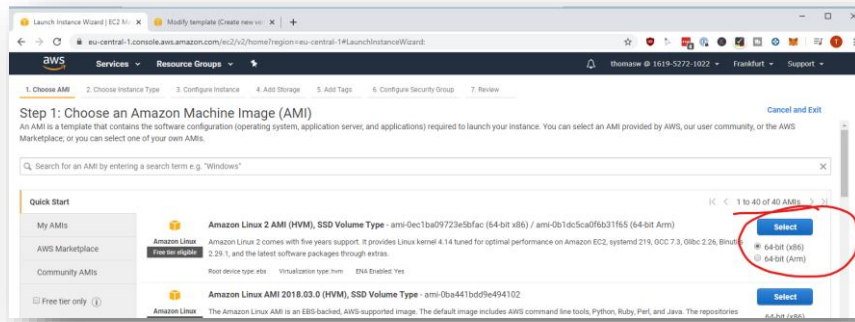 Launch Instance Wizard | EC2 M
Modify template (Create new ve
eu-central-1.console.aws.amazon.com/ec2/v2/home?region=eu-central-1#LaunchInstanceWizard:
aws Services Resource Groups thomasw @ 1619-5272-1022 Frankfurt Support
1. Choose AMI 2. Choose Instance Type 3. Configure Instance 4. Add Storage 5. Add Tags 6. Configure Security Group 7. Review
Step 1: Choose an Amazon Machine Image (AMI)
Cancel and Exit
An AMI is a template that contains the software configuration (operating system, application server, and applications) required to launch your instance. You can select an AMI provided by AWS, our user community, or the AWS
Marketplace; or you can select one of your own AMIs.
Search for an AMI by entering a search term e.g. "Windows"
Quick Start
1 to 40 of 40 AMIs
My AMIs
AWS Marketplace
Community AMIs
Free tier only
Amazon Linux
Free tier eligible
Amazon Linux 2 AMI (HVM), SSD Volume Type - ami-0ec1ba09723e5bfac (64-bit x86) / ami-0b1dc5ca0f6b31f65 (64-bit Arm)
Amazon Linux 2 comes with five years support. It provides Linux kernel 4.14 tuned for optimal performance on Amazon EC2, systemd 219, GCC 7.3, Glibc 2.26, Binutils
2.29.1, and the latest software packages through extras.
Root device type: ebs Virtualization type: hvm ENA Enabled: Yes
Select
64-bit (x86)
64-bit (Arm)
Amazon Linux
Amazon Linux AMI 2018.03.0 (HVM), SSD Volume Type - ami-0ba441bdd9e494102
The Amazon Linux AMI is an EBS-backed, AWS-supported image. The default image includes AWS command line tools, Python, Ruby, Perl, and Java. The repositories
Select
64-bit (x86)